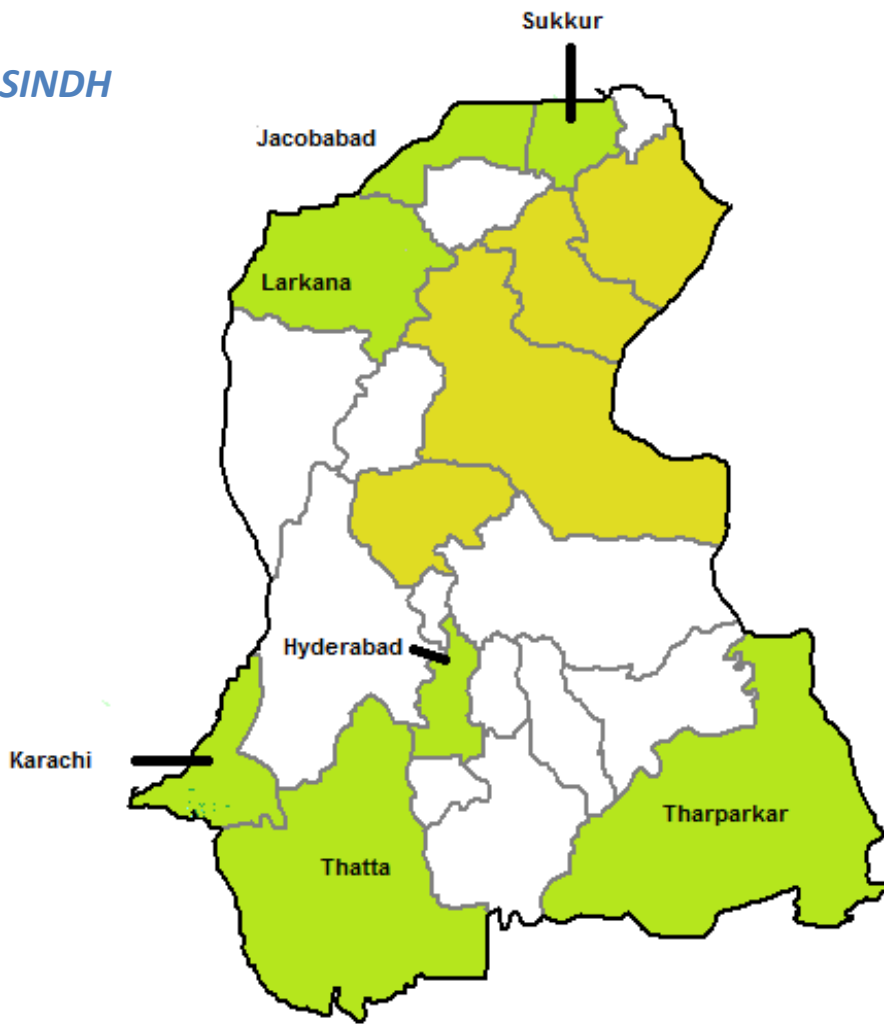 Sukkur
SINDH
Jacobabad
Larkana
Hyderabad
Karachi
Tharparkar
Thatta